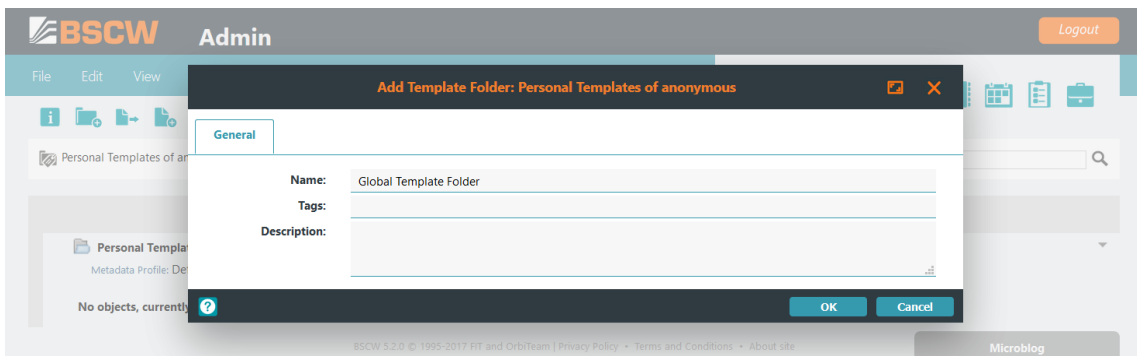 BSCW Admin Logout
File Edit View
Add Template Folder: Personal Templates of anonymous
General
Personal Templates of an
Name: Global Template Folder
Tags:
Description:
Personal Templa
Metadata Profile: De
No objects, currently
OK Cancel
BSCW 5.2.0 © 1995-2017 FIT and OrbiTeam | Privacy Policy • Terms and Conditions • About site
Microblog